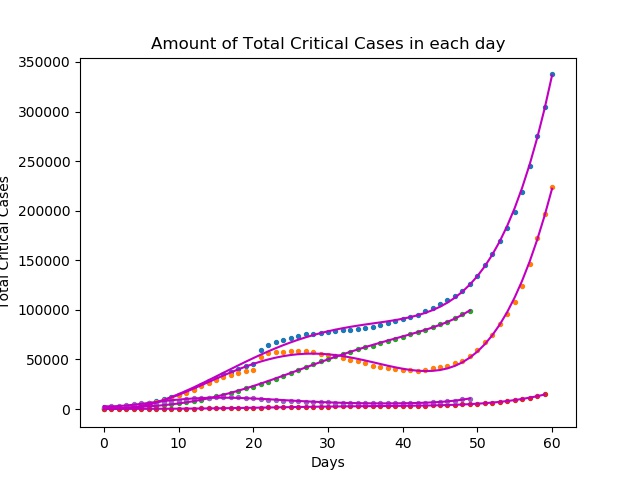 Amount of Total Critical Cases in each day
350000
300000
250000
200000
150000
100000
50000
0
Total Critical Cases
0 10 20 30 40 50 60
Days